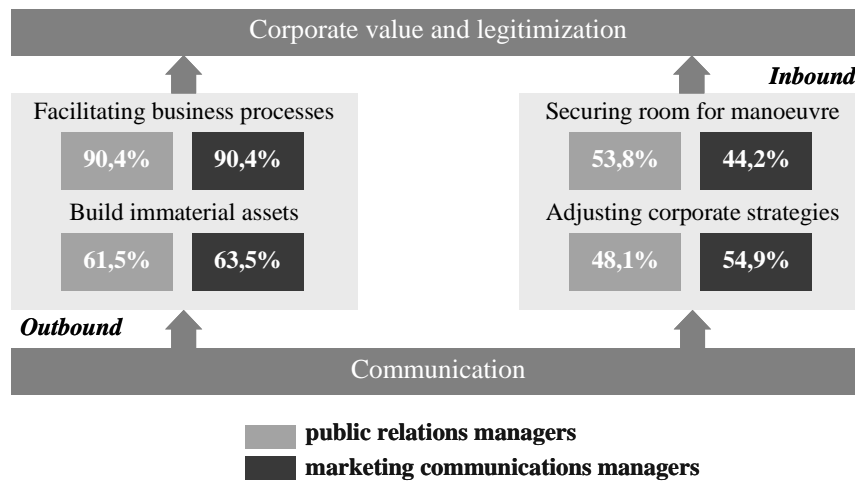 Corporate value and legitimization
Inbound
Facilitating business processes
90,4% 90,4%
Build immaterial assets
61,5% 63,5%
Securing room for manoeuvre
53,8% 44,2%
Adjusting corporate strategies
48,1% 54,9%
Outbound
Communication
public relations managers
marketing communications managers